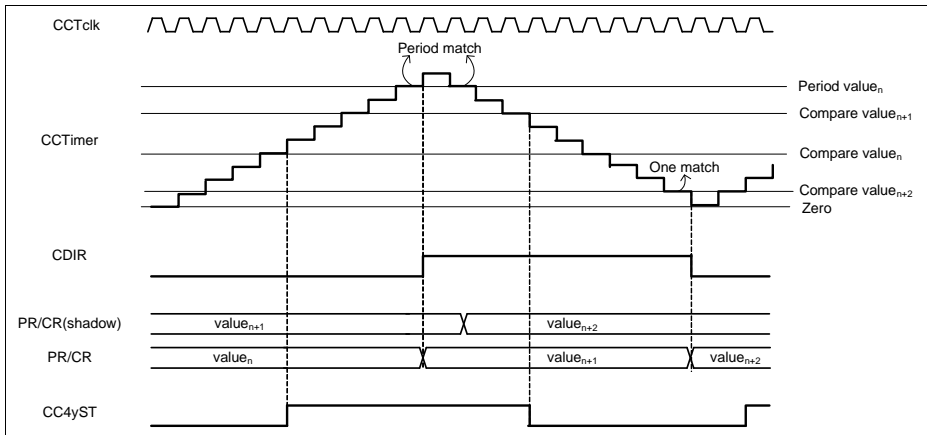 CCTclk
Period match
Period valueₙ
Compare valueₙ₊₁
CCTimer
Compare valueₙ
One match
Compare valueₙ₊₂
Zero
CDIR
PR/CR(shadow) valueₙ₊₁ valueₙ₊₂
PR/CR valueₙ valueₙ₊₁ valueₙ₊₂
CC4yST